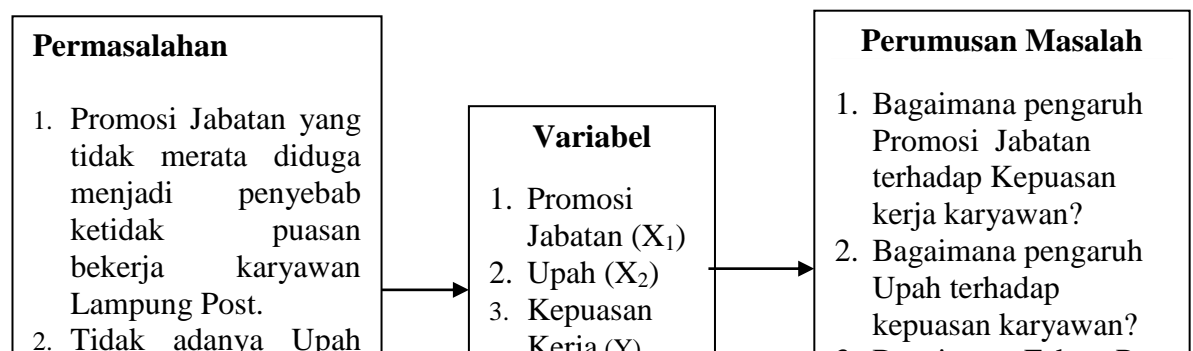 Permasalahan
1. Promosi Jabatan yang
tidak merata diduga
menjadi penyebab
ketidak puasan
bekerja karyawan
Lampung Post.
2. Tidak adanya Upah
Variabel
1. Promosi
Jabatan (X₁)
2. Upah (X₂)
3. Kepuasan
Kerja (Y)
Perumusan Masalah
1. Bagaimana pengaruh
Promosi Jabatan
terhadap Kepuasan
kerja karyawan?
2. Bagaimana pengaruh
Upah terhadap
kepuasan karyawan?